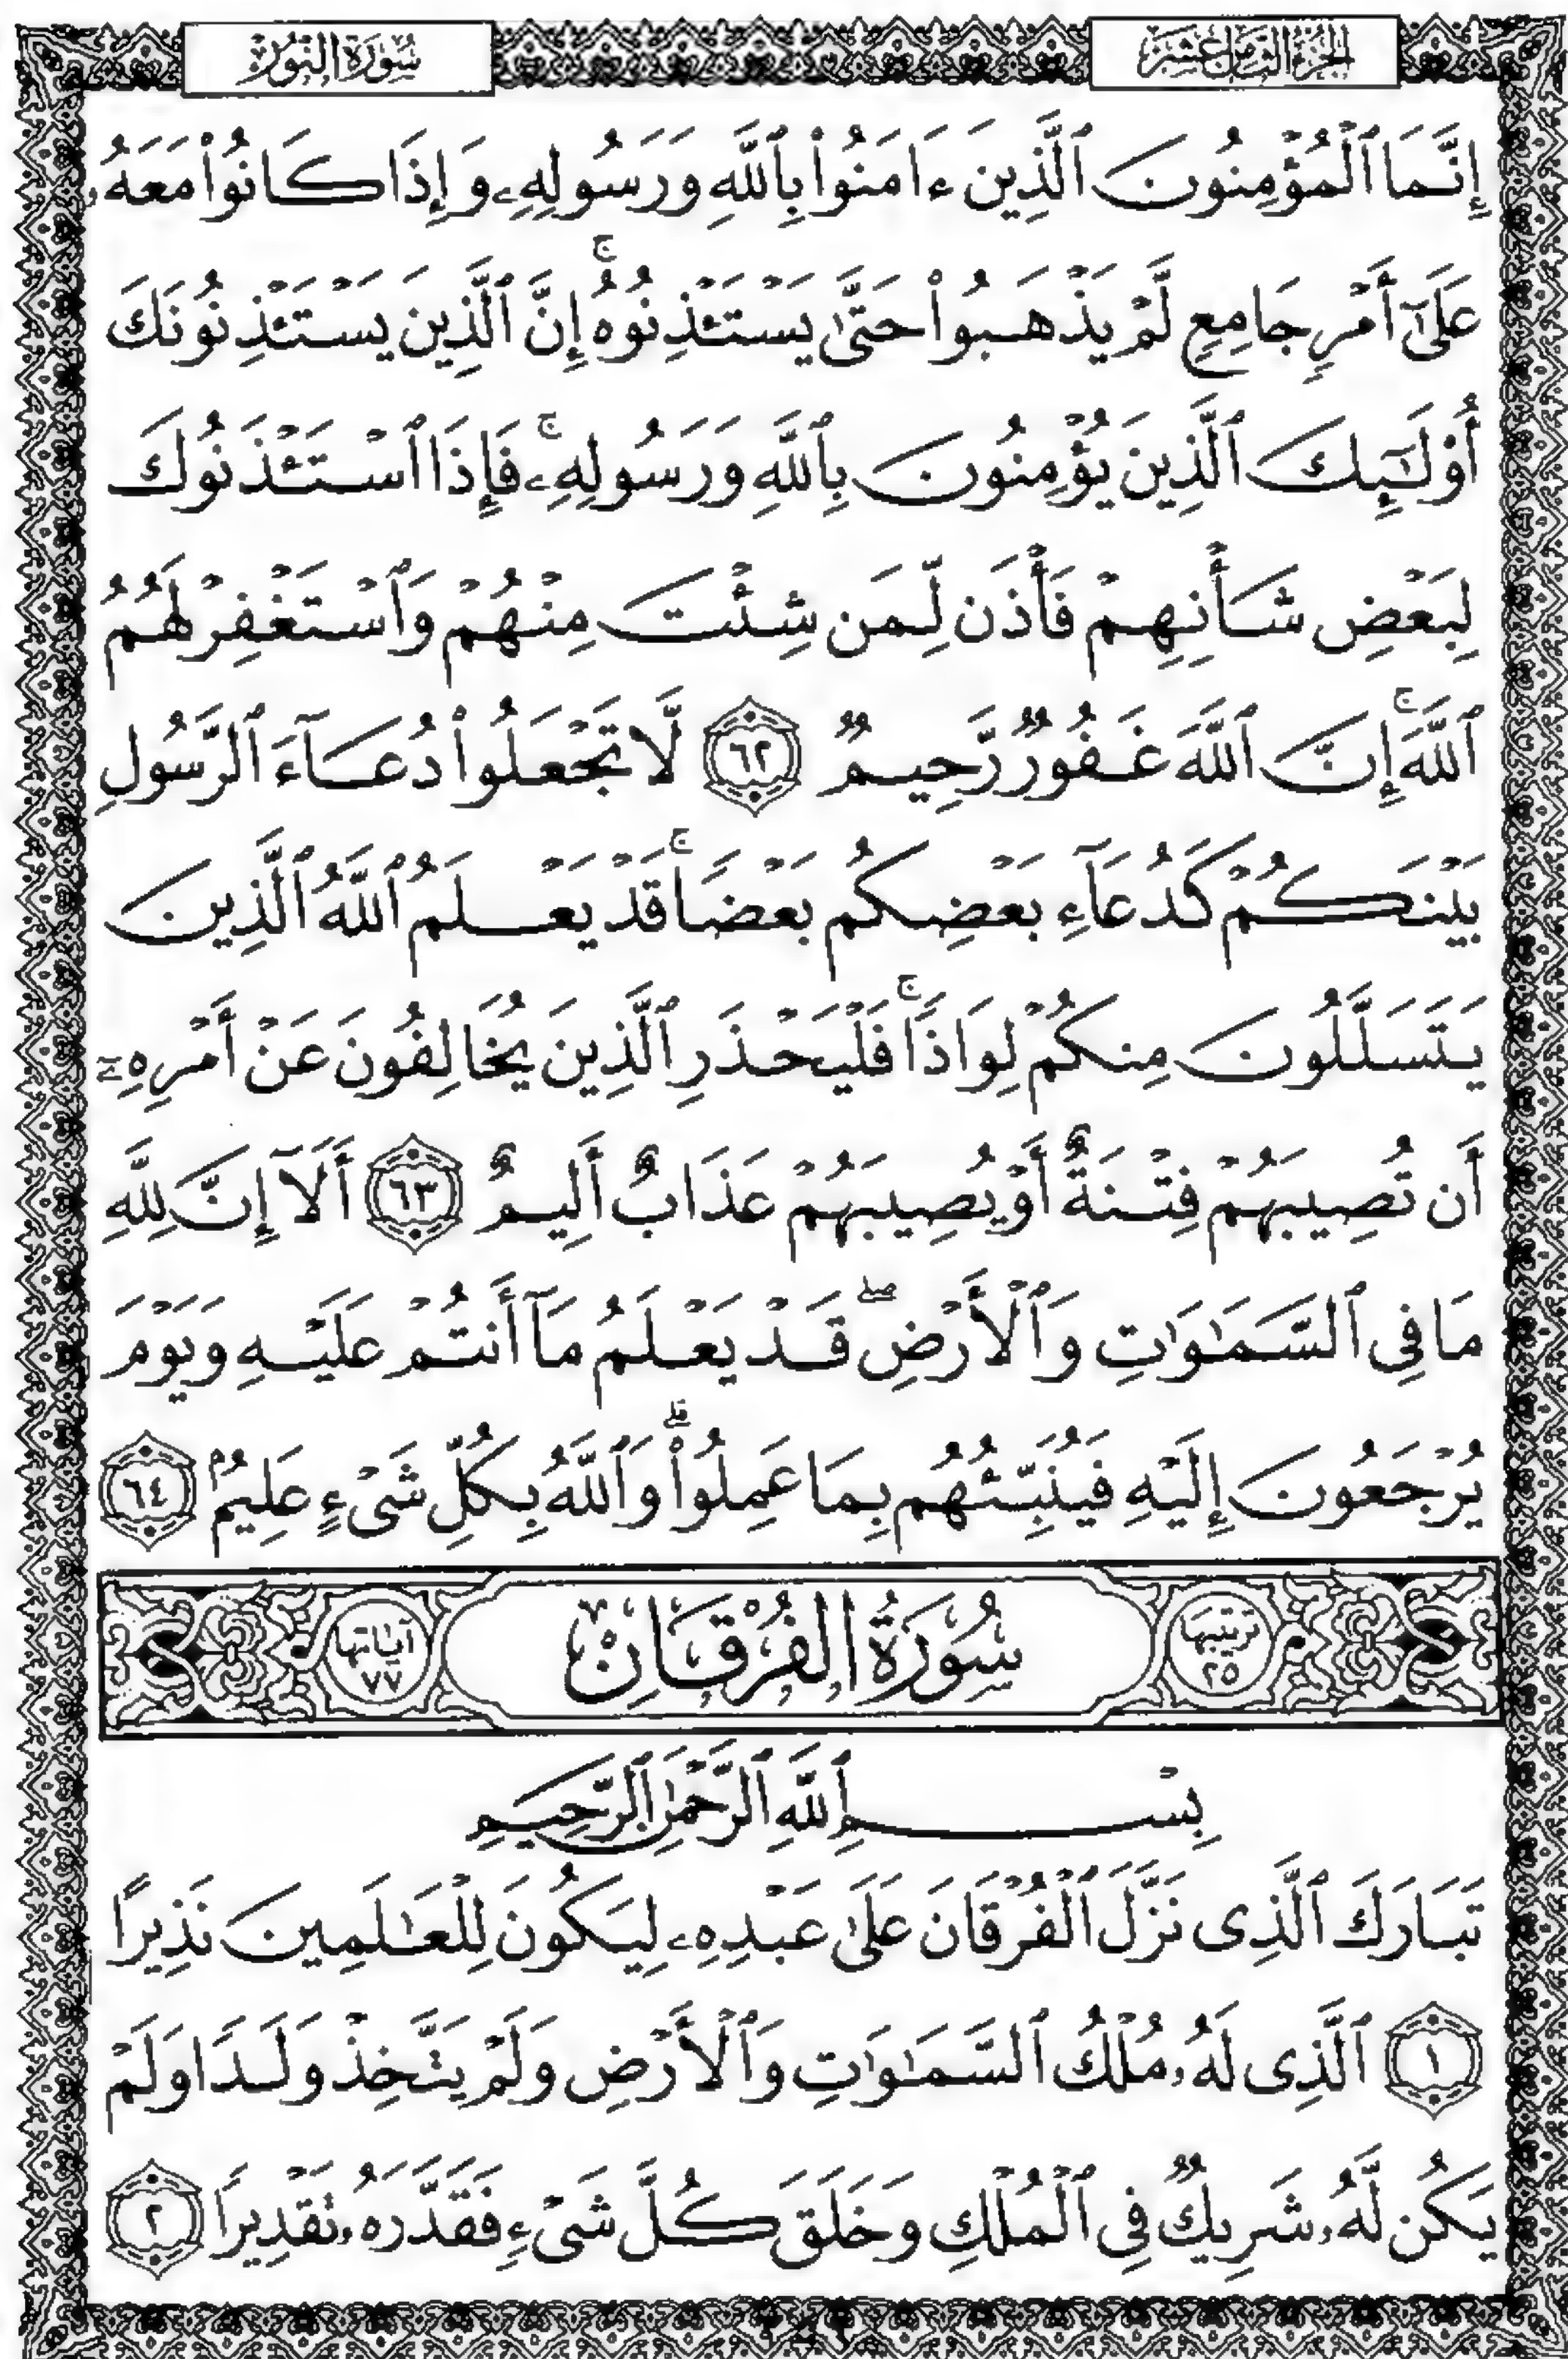 الجزء الثامن عشر
سورة النور
إِنَّمَا ٱلْمُؤْمِنُونَ ٱلَّذِينَ ءَامَنُوا۟ بِٱللَّهِ وَرَسُولِهِۦ وَإِذَا كَانُوا۟ مَعَهُۥ
عَلَىٰٓ أَمْرٍ جَامِعٍ لَّمْ يَذْهَبُوا۟ حَتَّىٰ يَسْتَـْٔذِنُوهُ ۚ إِنَّ ٱلَّذِينَ يَسْتَـْٔذِنُونَكَ
أُو۟لَـٰٓئِكَ ٱلَّذِينَ يُؤْمِنُونَ بِٱللَّهِ وَرَسُولِهِۦ ۚ فَإِذَا ٱسْتَـْٔذَنُوكَ
لِبَعْضِ شَأْنِهِمْ فَأْذَن لِّمَن شِئْتَ مِنْهُمْ وَٱسْتَغْفِرْ لَهُمُ
ٱللَّهَ ۚ إِنَّ ٱللَّهَ غَفُورٌ رَّحِيمٌ ٦٢ لَّا تَجْعَلُوا۟ دُعَآءَ ٱلرَّسُولِ
بَيْنَكُمْ كَدُعَآءِ بَعْضِكُم بَعْضًا ۚ قَدْ يَعْلَمُ ٱللَّهُ ٱلَّذِينَ
يَتَسَلَّلُونَ مِنكُمْ لِوَاذًا ۚ فَلْيَحْذَرِ ٱلَّذِينَ يُخَالِفُونَ عَنْ أَمْرِهِۦٓ
أَن تُصِيبَهُمْ فِتْنَةٌ أَوْ يُصِيبَهُمْ عَذَابٌ أَلِيمٌ ٦٣ أَلَآ إِنَّ لِلَّهِ
مَا فِى ٱلسَّمَـٰوَٰتِ وَٱلْأَرْضِ ۖ قَدْ يَعْلَمُ مَآ أَنتُمْ عَلَيْهِ وَيَوْمَ
يُرْجَعُونَ إِلَيْهِ فَيُنَبِّئُهُم بِمَا عَمِلُوا۟ ۗ وَٱللَّهُ بِكُلِّ شَىْءٍ عَلِيمٌۢ ٦٤
ترتيبها ٢٥ سُورَةُ الفُرْقَانِ آياتها ٧٧
بِسْمِ ٱللَّهِ ٱلرَّحْمَـٰنِ ٱلرَّحِيمِ
تَبَارَكَ ٱلَّذِى نَزَّلَ ٱلْفُرْقَانَ عَلَىٰ عَبْدِهِۦ لِيَكُونَ لِلْعَـٰلَمِينَ نَذِيرًا
١ ٱلَّذِى لَهُۥ مُلْكُ ٱلسَّمَـٰوَٰتِ وَٱلْأَرْضِ وَلَمْ يَتَّخِذْ وَلَدًا وَلَمْ
يَكُن لَّهُۥ شَرِيكٌ فِى ٱلْمُلْكِ وَخَلَقَ كُلَّ شَىْءٍ فَقَدَّرَهُۥ تَقْدِيرًا ٢